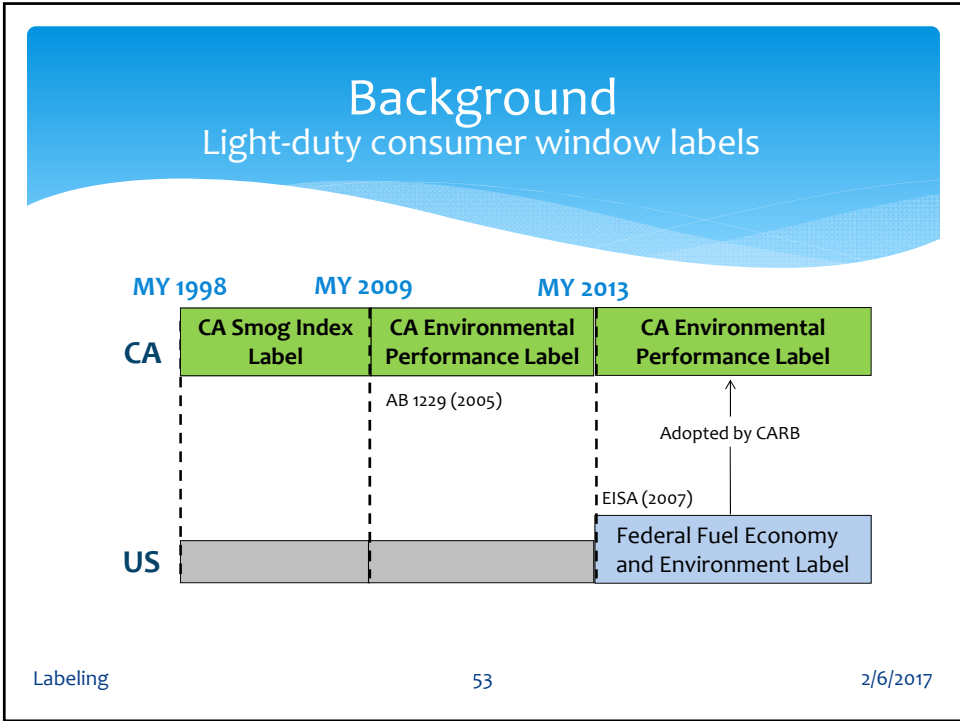 Background
Light-duty consumer window labels
MY 1998
MY 2009
MY 2013
CA
CA Smog Index
Label
CA Environmental
Performance Label
CA Environmental
Performance Label
AB 1229 (2005)
Adopted by CARB
EISA (2007)
US
Federal Fuel Economy
and Environment Label
Labeling
53
2/6/2017